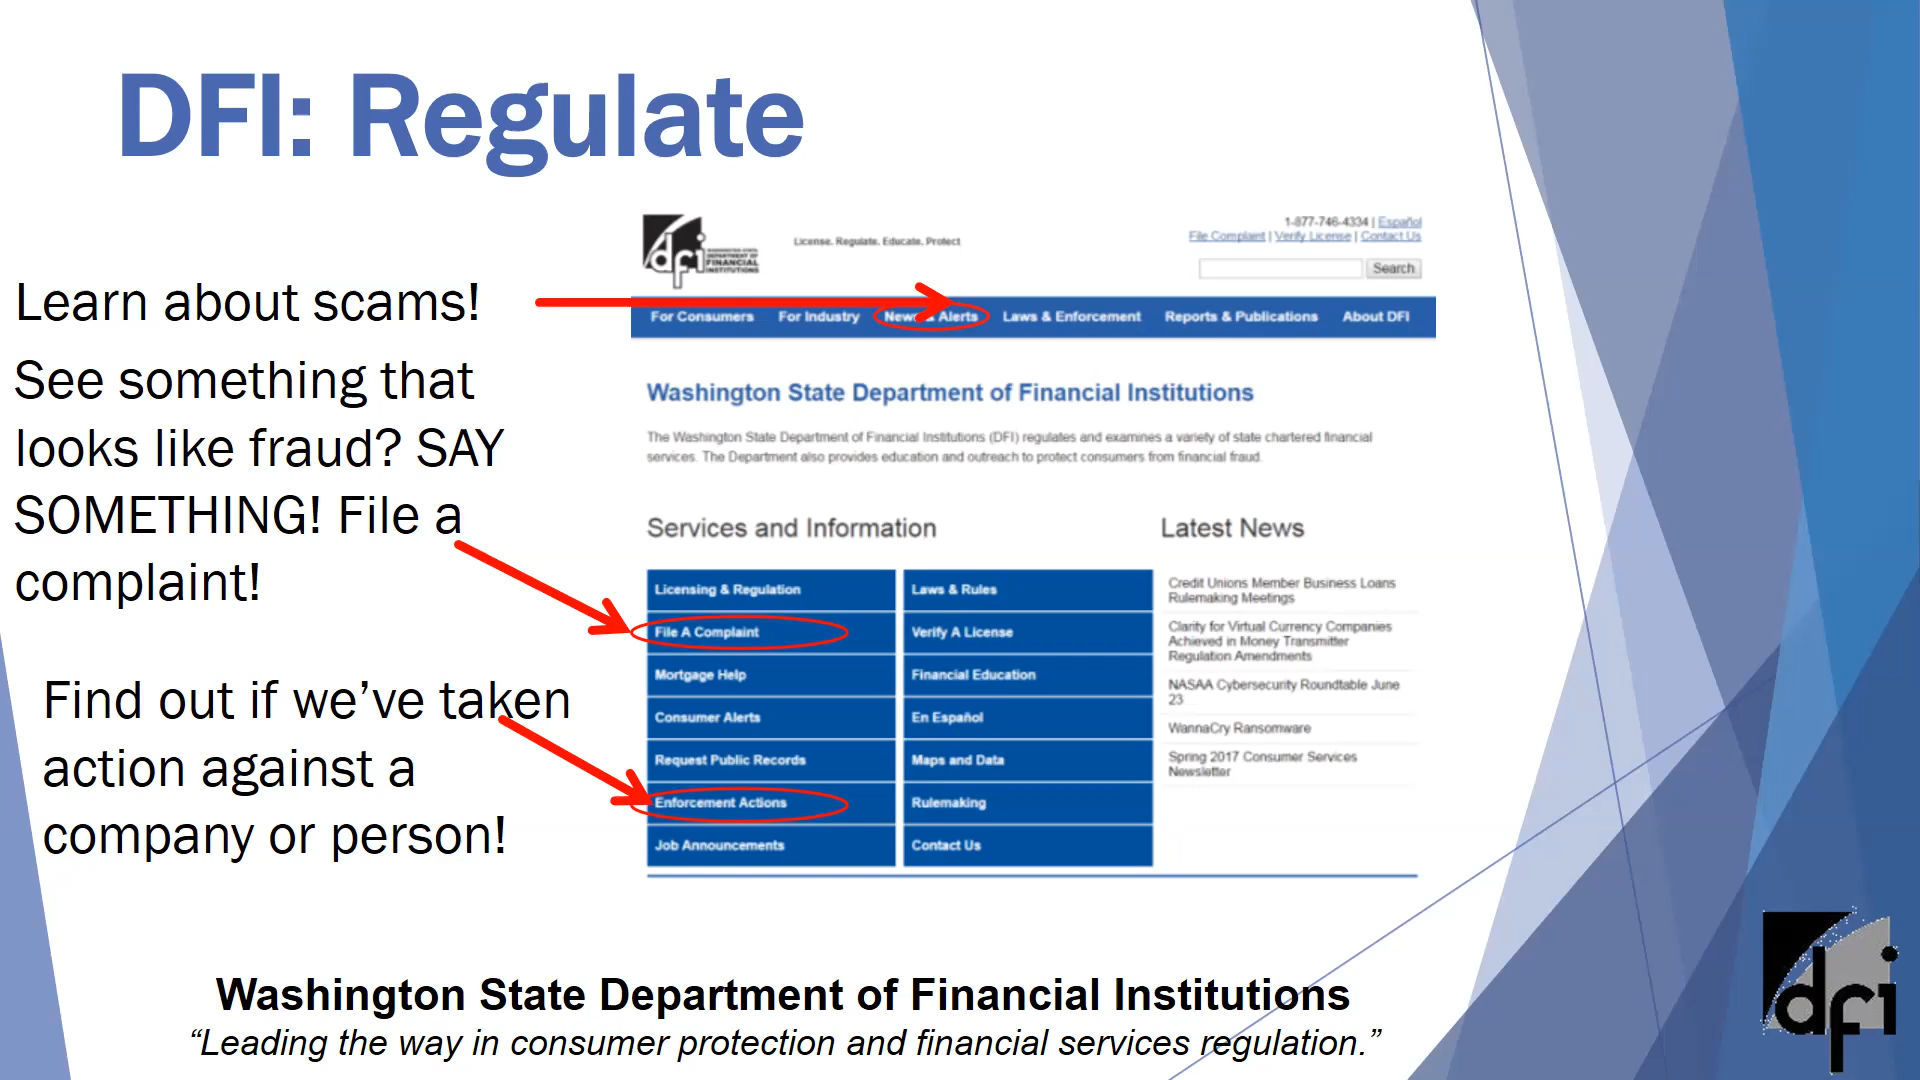 DFI: Regulate
Learn about scams!
See something that
looks like fraud? SAY
SOMETHING! File a
complaint!
Find out if we’ve taken
action against a
company or person!
dfi
WASHINGTON STATE
DEPARTMENT OF
FINANCIAL
INSTITUTIONS
License. Regulate. Educate. Protect
1-877-746-4334 | Español
File Complaint | Verify License | Contact Us
Search
For Consumers For Industry News & Alerts Laws & Enforcement Reports & Publications About DFI
Washington State Department of Financial Institutions
The Washington State Department of Financial Institutions (DFI) regulates and examines a variety of state chartered financial
services. The Department also provides education and outreach to protect consumers from financial fraud.
Services and Information
Licensing & Regulation Laws & Rules
File A Complaint Verify A License
Mortgage Help Financial Education
Consumer Alerts En Español
Request Public Records Maps and Data
Enforcement Actions Rulemaking
Job Announcements Contact Us
Latest News
Credit Unions Member Business Loans
Rulemaking Meetings
Clarity for Virtual Currency Companies
Achieved in Money Transmitter
Regulation Amendments
NASAA Cybersecurity Roundtable June
23
WannaCry Ransomware
Spring 2017 Consumer Services
Newsletter
Washington State Department of Financial Institutions
“Leading the way in consumer protection and financial services regulation.”
dfi